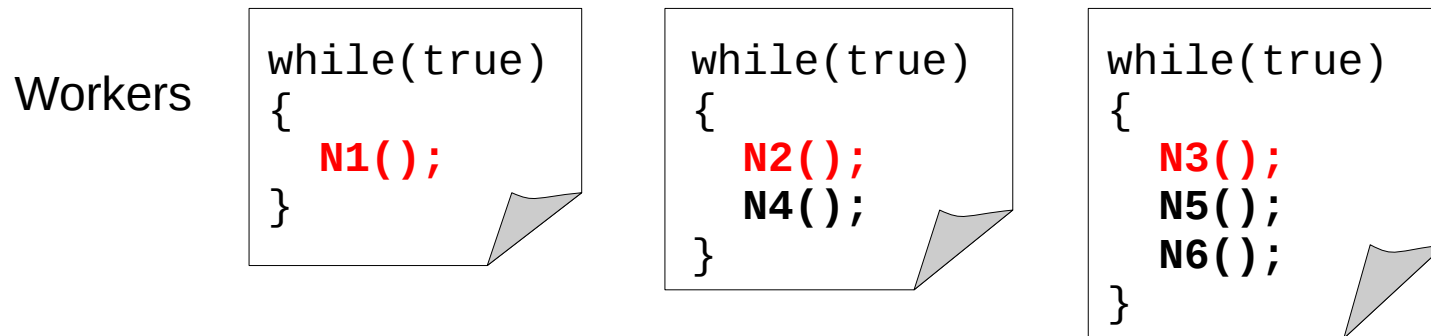 Workers
while(true)
{
N1();
}
while(true)
{
N2();
N4();
}
while(true)
{
N3();
N5();
N6();
}